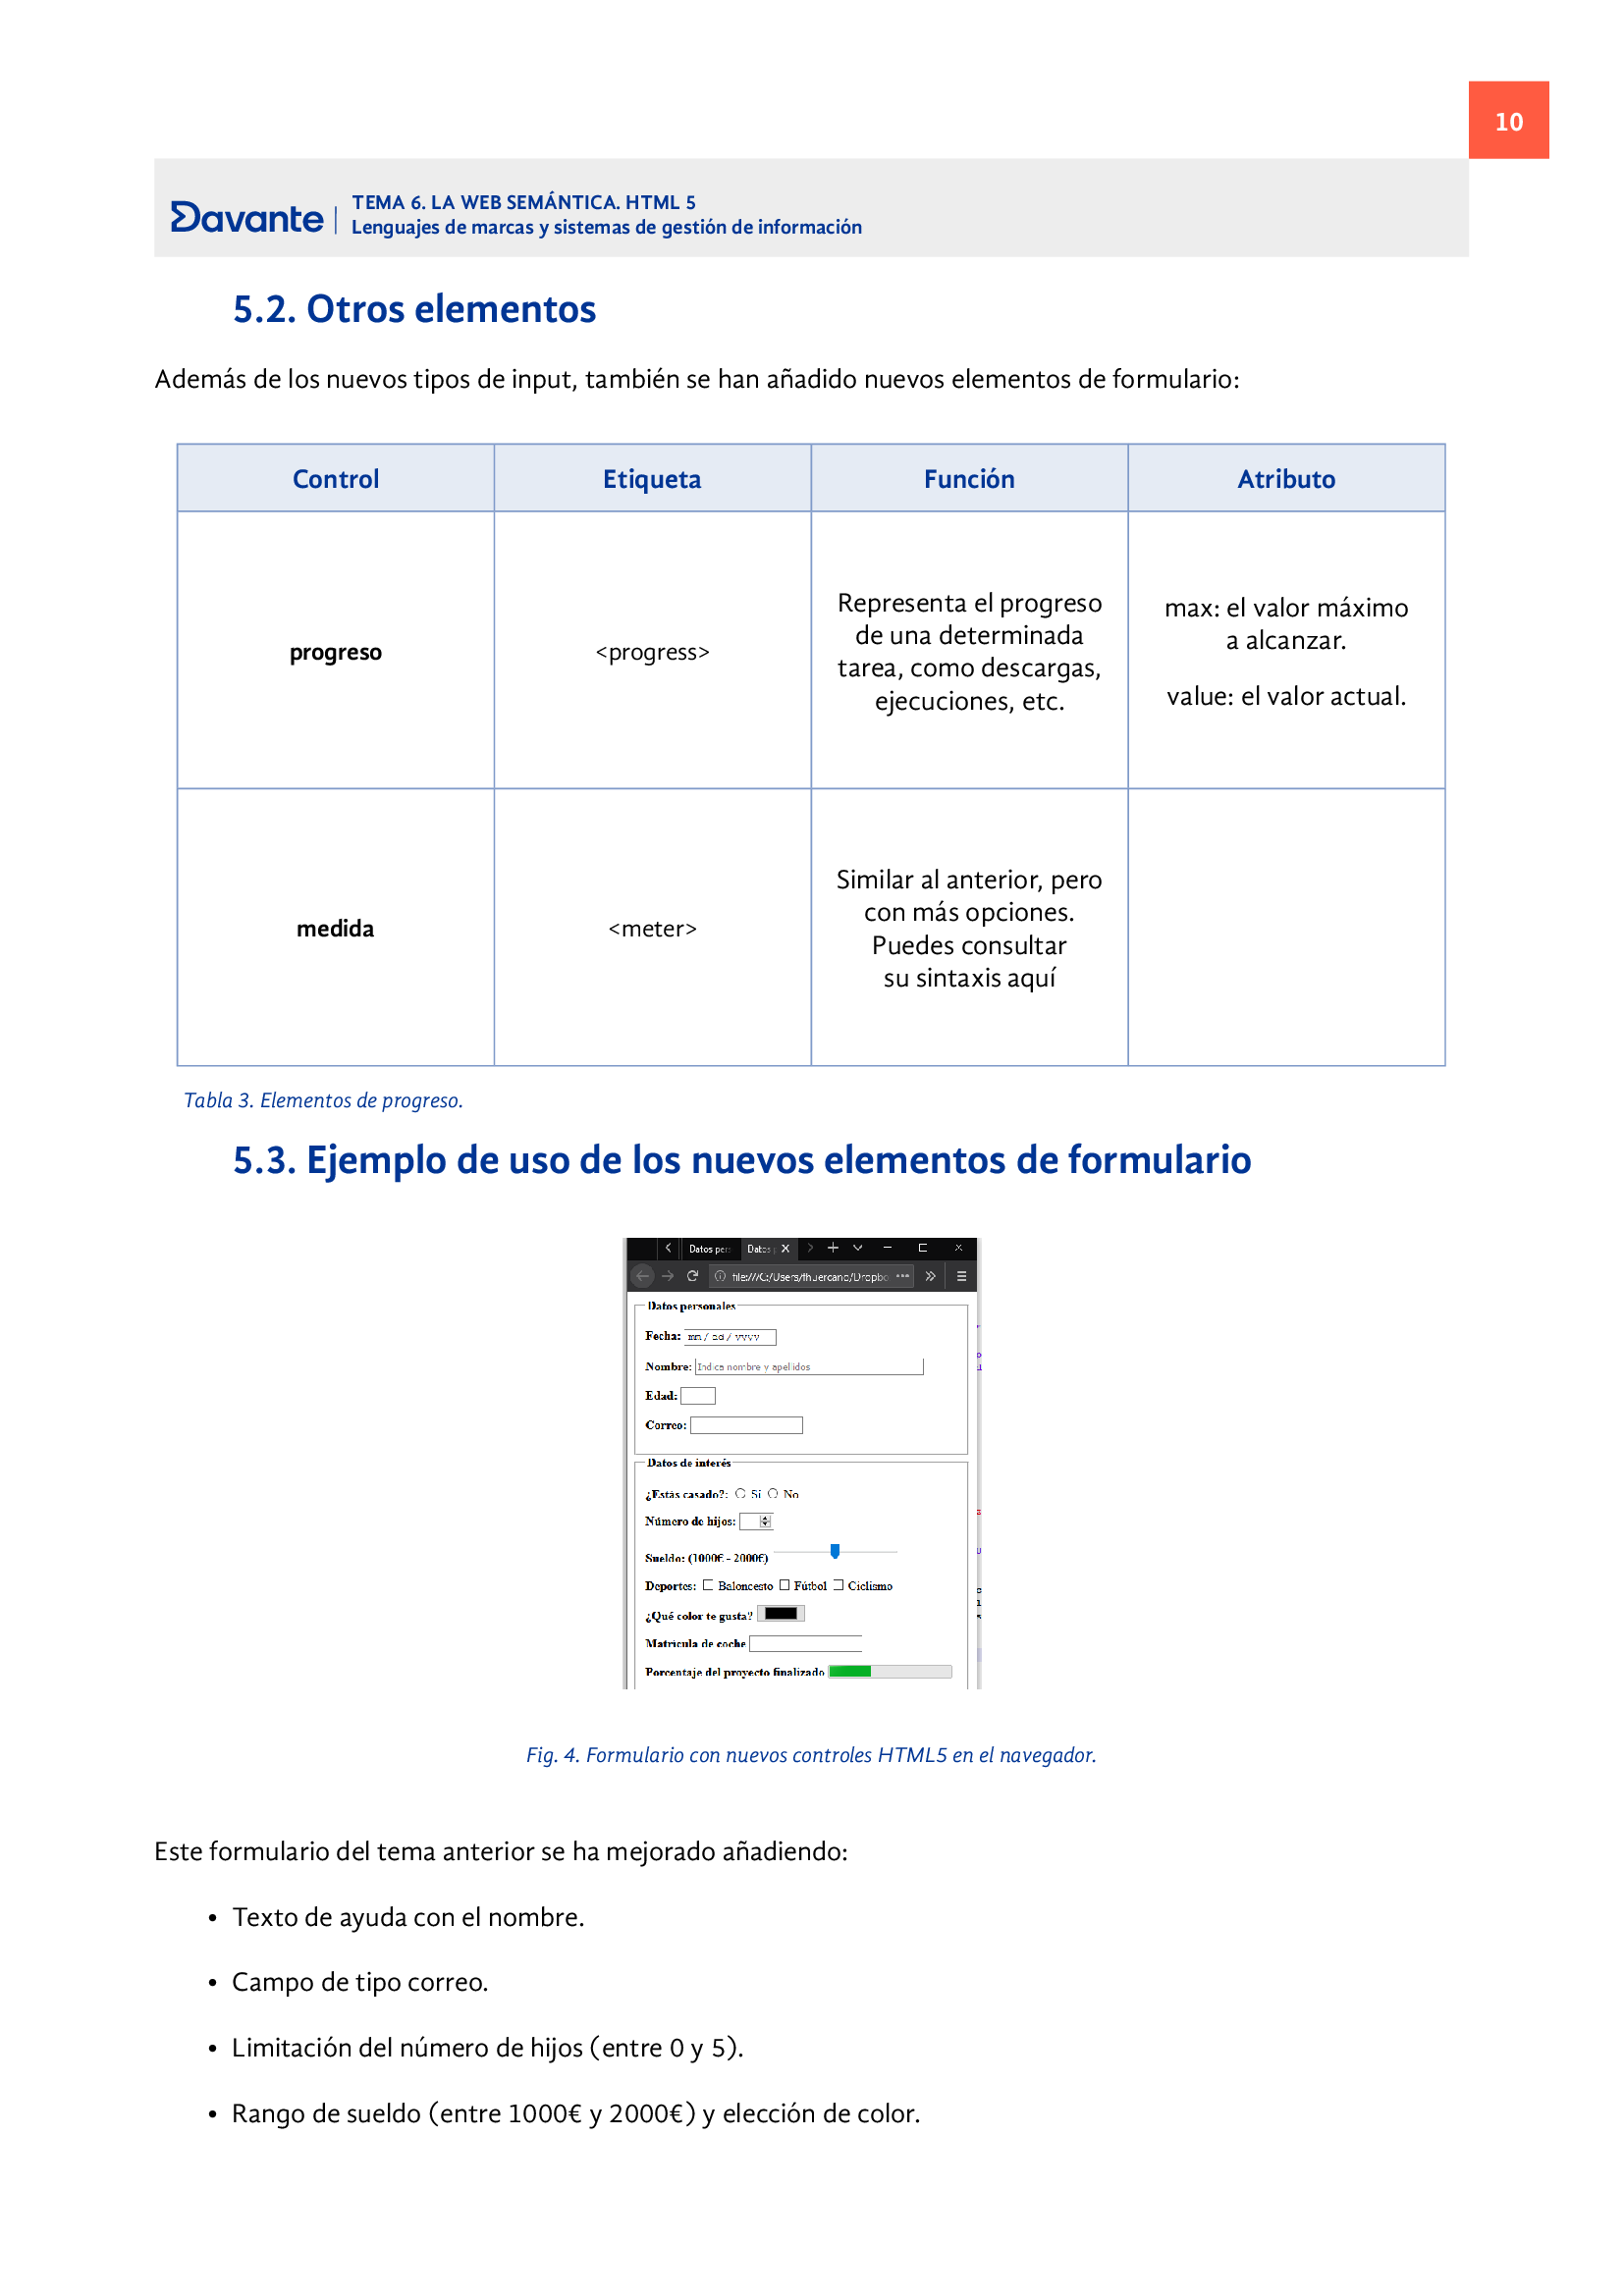 10
Davante
TEMA 6. LA WEB SEMÁNTICA. HTML 5
Lenguajes de marcas y sistemas de gestión de información
5.2. Otros elementos
Además de los nuevos tipos de input, también se han añadido nuevos elementos de formulario:
Control Etiqueta Función Atributo
progreso
<progress>
Representa el progreso
de una determinada
tarea, como descargas,
ejecuciones, etc.
max: el valor máximo
a alcanzar.
value: el valor actual.
medida
<meter>
Similar al anterior, pero
con más opciones.
Puedes consultar
su sintaxis aquí
Tabla 3. Elementos de progreso.
5.3. Ejemplo de uso de los nuevos elementos de formulario
Datos per
Datos
file:///C:/Users/fhuercano/Dropbo
Datos personales
Fecha: mm / dd / yyyy
Nombre: Indica nombre y apellidos
Edad:
Correo:
Datos de interés
¿Estás casado?: Sí No
Número de hijos:
Sueldo: (1000€ - 2000€)
Deportes: Baloncesto Fútbol Ciclismo
¿Qué color te gusta?
Matrícula de coche
Porcentaje del proyecto finalizado
Fig. 4. Formulario con nuevos controles HTML5 en el navegador.
Este formulario del tema anterior se ha mejorado añadiendo:
• Texto de ayuda con el nombre.
• Campo de tipo correo.
• Limitación del número de hijos (entre 0 y 5).
• Rango de sueldo (entre 1000€ y 2000€) y elección de color.